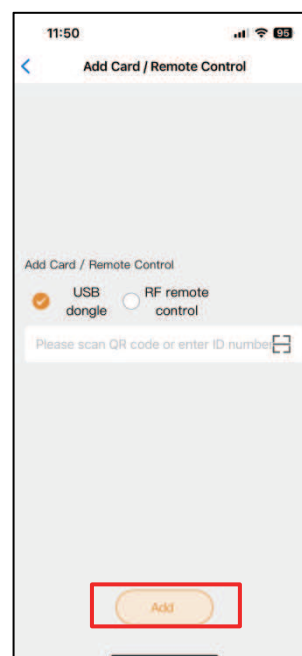 11:50 95
Add Card / Remote Control
Add Card / Remote Control
USB dongle RF remote control
Please scan QR code or enter ID number
Add